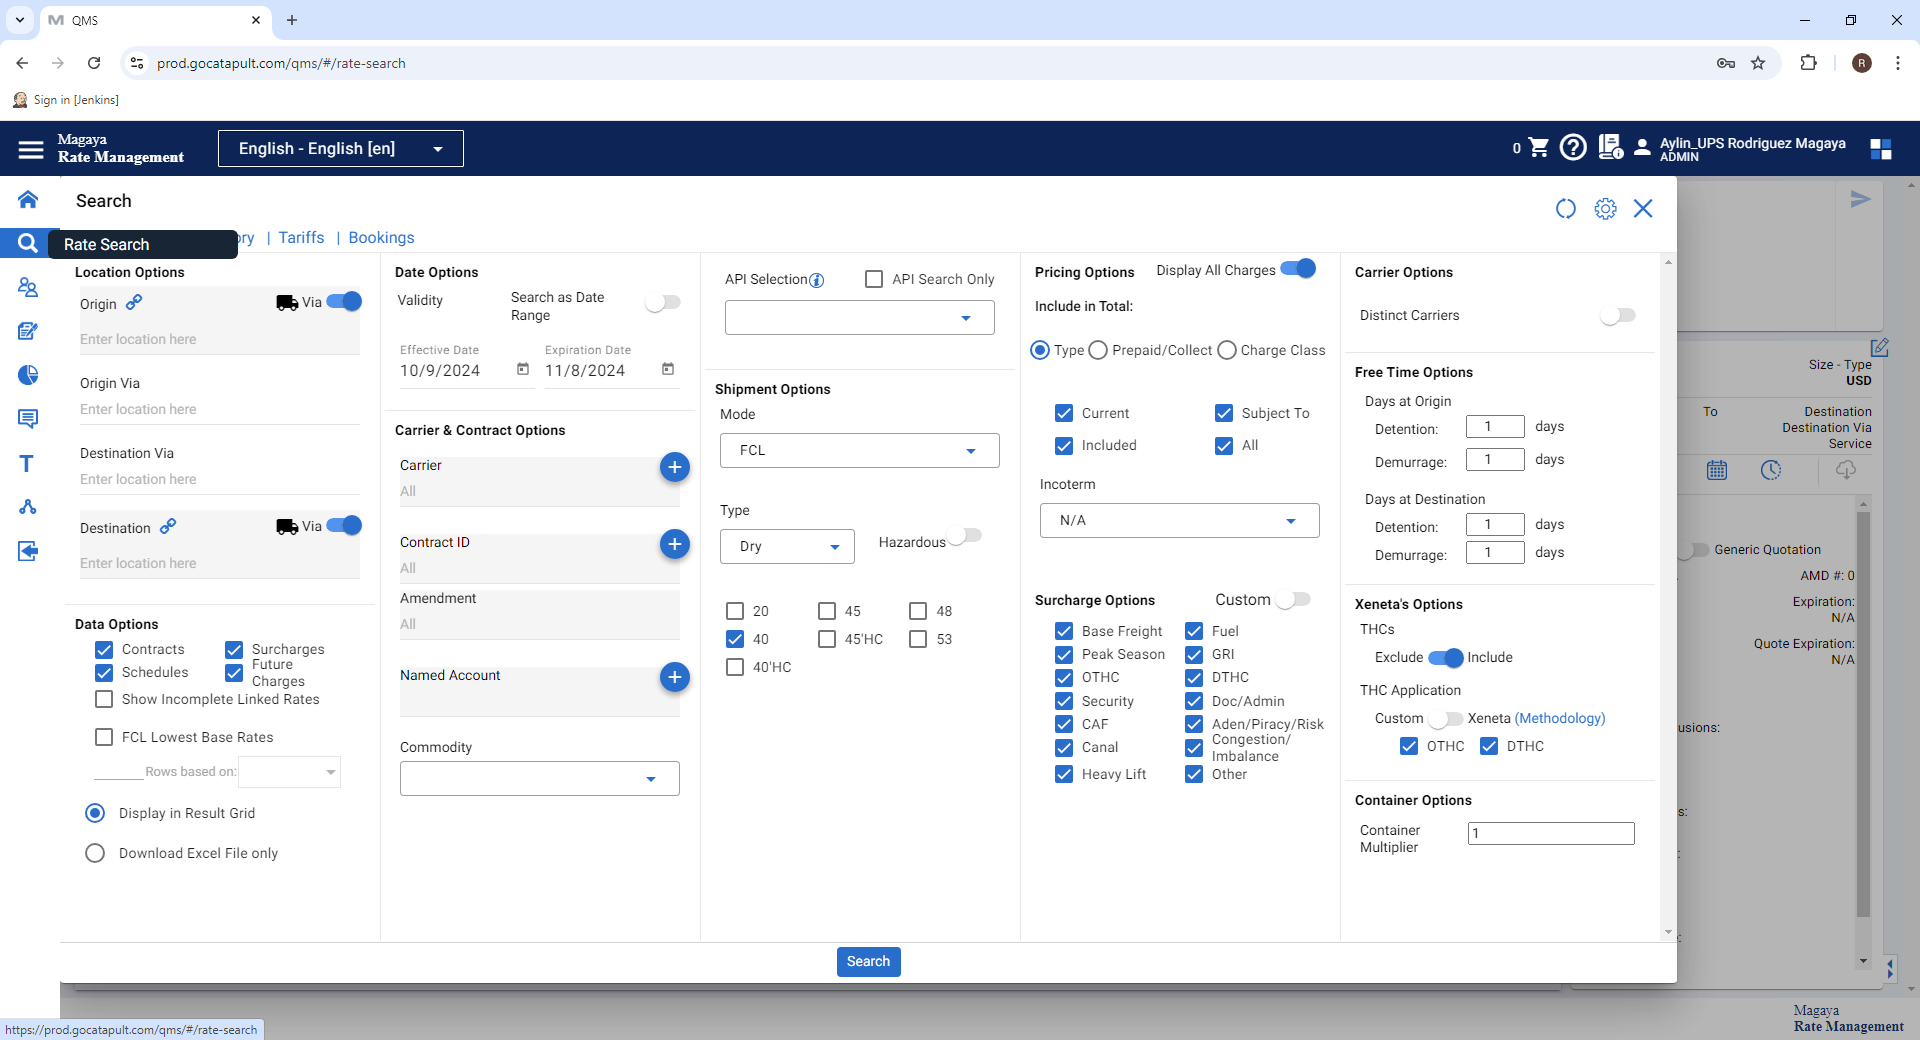 QMS
prod.gocatapult.com/qms/#/rate-search
R
Sign in [Jenkins]
Magaya
Rate Management
English - English [en]
0
Aylin_UPS Rodriguez Magaya
ADMIN
Search
Rate Search
ory | Tariffs | Bookings
Location Options
Origin
Via
Enter location here
Origin Via
Enter location here
Destination Via
Enter location here
Destination
Via
Enter location here
Data Options
Contracts
Surcharges
Schedules
Future
Charges
Show Incomplete Linked Rates
FCL Lowest Base Rates
Rows based on:
Display in Result Grid
Download Excel File only
Date Options
Validity
Search as Date
Range
Effective Date
Expiration Date
10/9/2024
11/8/2024
Carrier & Contract Options
Carrier
All
Contract ID
All
Amendment
All
Named Account
Commodity
API Selection
API Search Only
Shipment Options
Mode
FCL
Type
Dry
Hazardous
20
45
48
40
45'HC
53
40'HC
Pricing Options
Display All Charges
Include in Total:
Type
Prepaid/Collect
Charge Class
Current
Subject To
Included
All
Incoterm
N/A
Surcharge Options
Custom
Base Freight
Fuel
Peak Season
GRI
OTHC
DTHC
Security
Doc/Admin
CAF
Aden/Piracy/Risk
Canal
Congestion/
Imbalance
Heavy Lift
Other
Carrier Options
Distinct Carriers
Free Time Options
Days at Origin
Detention: 1 days
Demurrage: 1 days
Days at Destination
Detention: 1 days
Demurrage: 1 days
Xeneta's Options
THCs
Exclude
Include
THC Application
Custom
Xeneta (Methodology)
OTHC
DTHC
Container Options
Container
Multiplier
1
Search
Size - Type
USD
To
Destination
Destination Via
Service
Generic Quotation
AMD #: 0
Expiration:
N/A
Quote Expiration:
N/A
usions:
s:
:
:
Magaya
Rate Management
https://prod.gocatapult.com/qms/#/rate-search